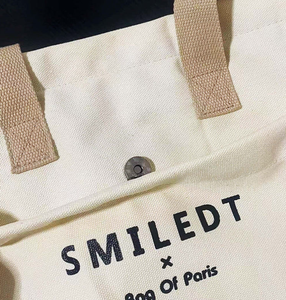 SMILEDT
×
Bag Of Paris